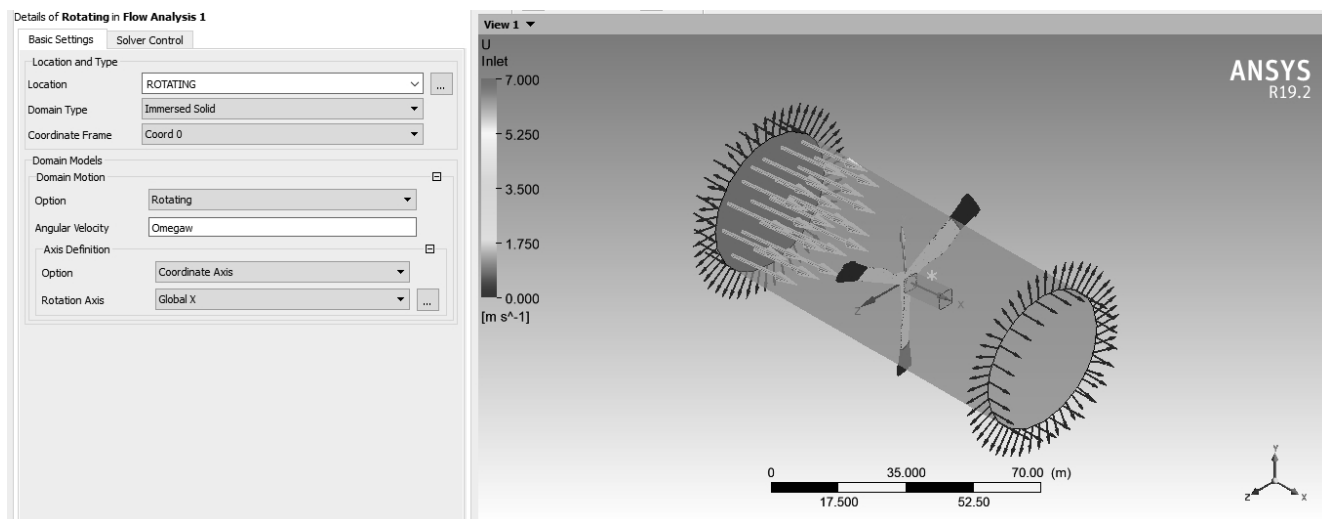 Details of Rotating in Flow Analysis 1
Basic Settings Solver Control
Location and Type
Location ROTATING ...
Domain Type Immersed Solid
Coordinate Frame Coord 0
Domain Models
Domain Motion
Option Rotating
Angular Velocity Omegaw
Axis Definition
Option Coordinate Axis
Rotation Axis Global X ...
View 1
U
Inlet
7.000
5.250
3.500
1.750
0.000
[m s^-1]
ANSYS
R19.2
Z
X
0 35.000 70.00 (m)
17.500 52.50
Y
Z
X